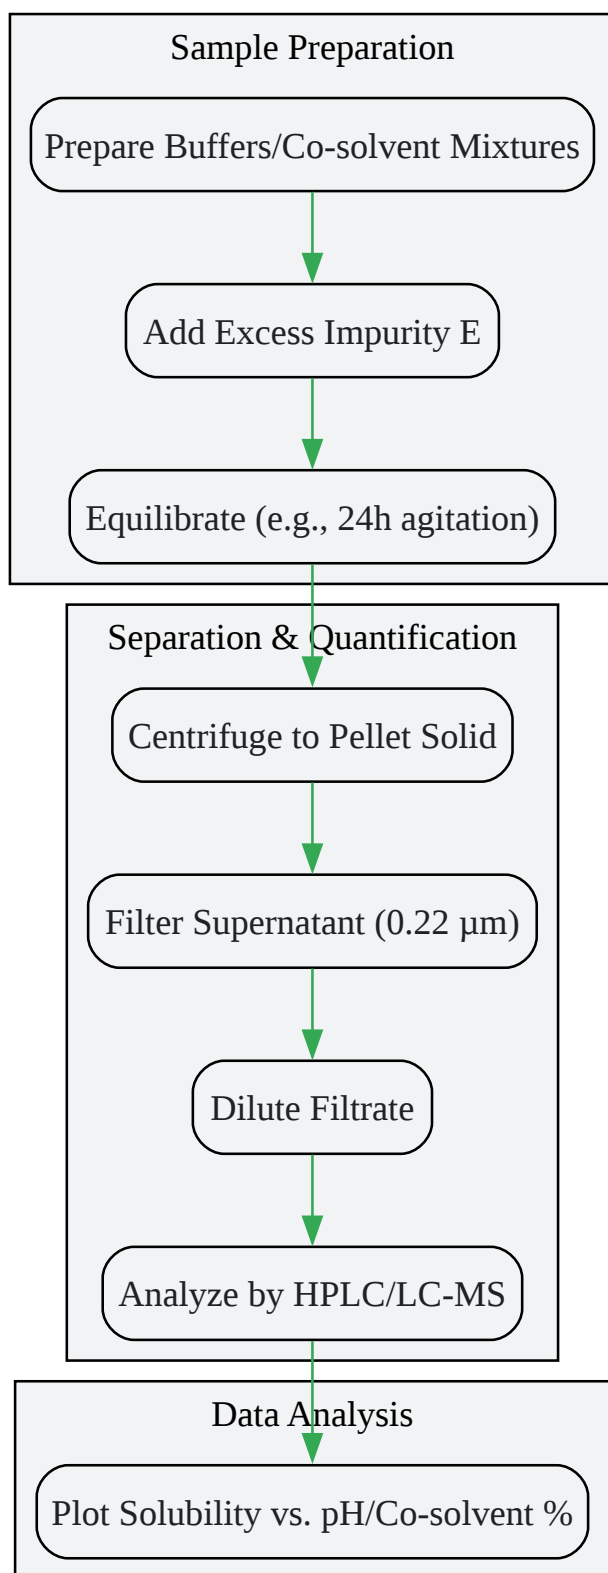 Sample Preparation
Prepare Buffers/Co-solvent Mixtures
Add Excess Impurity E
Equilibrate (e.g., 24h agitation)
Separation & Quantification
Centrifuge to Pellet Solid
Filter Supernatant (0.22 µm)
Dilute Filtrate
Analyze by HPLC/LC-MS
Data Analysis
Plot Solubility vs. pH/Co-solvent %